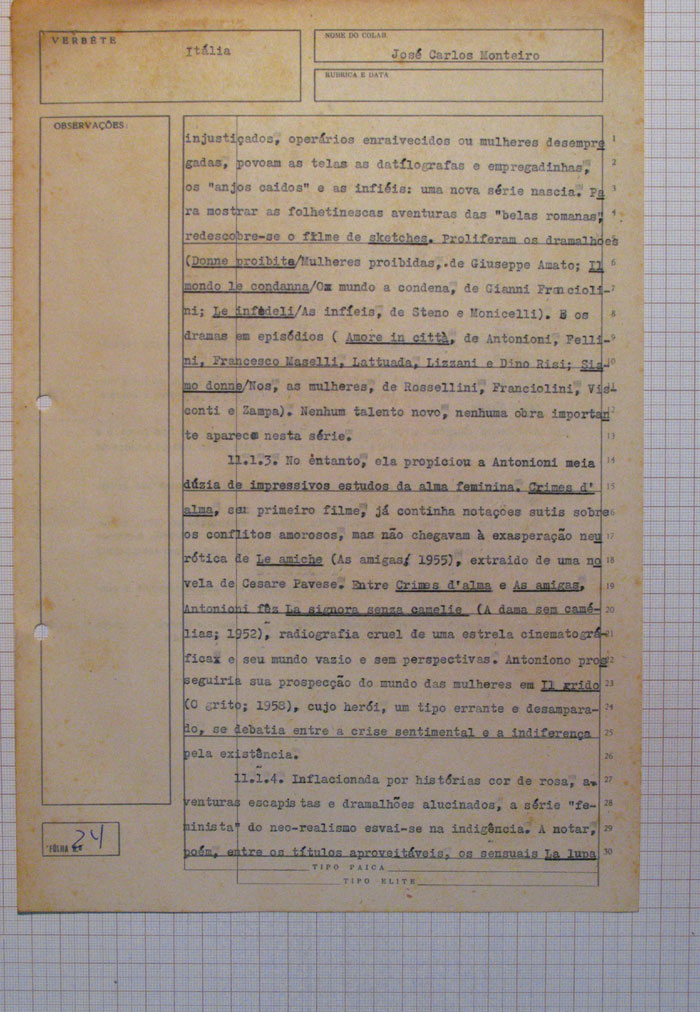 VERBÊTE
Itália
NOME DO COLAB.
José Carlos Monteiro
RUBRICA E DATA
OBSERVAÇÕES:
injustiçados, operários enraivecidos ou mulheres desempre 1
gadas, povoam as telas as datílografas e empregadinhas, 2
os "anjos caidos" e as infiéis: uma nova série nascia. Pa 3
ra mostrar as folhetinescas aventuras das "belas romanas", 4
redescobre-se o filme de sketches. Proliferam os dramalhões
(Donne proibite/Mulheres proibidas, de Giuseppe Amato; Il 6
mondo le condanna/O mundo a condena, de Gianni Franciolí- 7
ni; Le infedeli/As infíeis, de Steno e Monicelli). E os 8
dramas em episódios ( Amore in città, de Antonioni, Felli- 9
ni, Francesco Maselli, Lattuada, Lizzani e Dino Risi; Sia- 10
mo donne/Nos, as mulheres, de Rossellini, Franciolini, Vis- 11
conti e Zampa). Nenhum talento novo, nenhuma obra importan 12
te aparece nesta série. 13
11.1.3. No entanto, ela propiciou a Antonioni meia 14
dúzia de impressivos estudos da alma feminina. Crimes d' 15
alma, seu primeiro filme, já continha notações sutis sobre 16
os conflitos amorosos, mas não chegavam à exasperação neu 17
rótica de Le amiche (As amigas; 1955), extraido de uma no 18
vela de Cesare Pavese. Entre Crimes d'alma e As amigas, 19
Antonioni fêz La signora senza camelie (A dama sem camé- 20
lias; 1952), radiografia cruel de uma estrela cinematográ- 21
fica e seu mundo vazio e sem perspectivas. Antoniono pros 22
seguiria sua prospecção do mundo das mulheres em Il grido 23
(O grito; 1958), cujo herói, um tipo errante e desampara- 24
do, se debatia entre a crise sentimental e a indiferença 25
pela existência. 26
11.1.4. Inflacionada por histórias cor de rosa, a- 27
venturas escapistas e dramalhões alucinados, a série "fe- 28
minista" do neo-realismo esvai-se na indigência. A notar, 29
poém, entre os títulos aproveitáveis, os sensuais La lupa 30
TIPO PAICA
TIPO ELITE
FÔLHA N.º 24